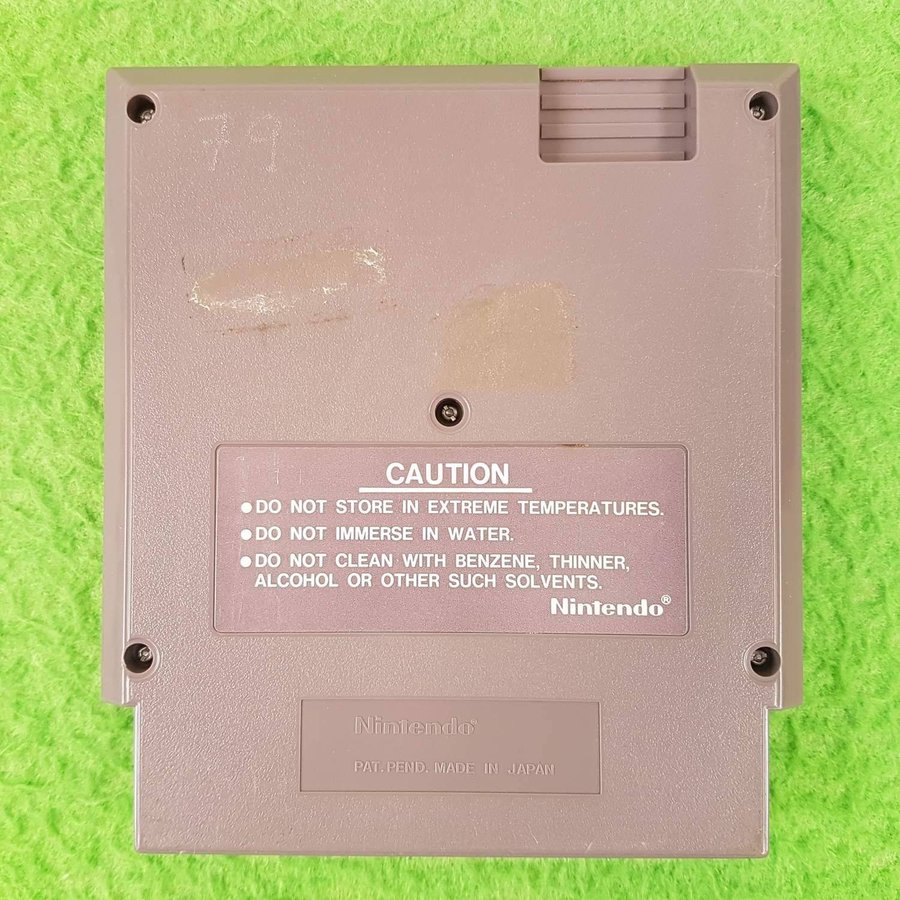 79
CAUTION
●DO NOT STORE IN EXTREME TEMPERATURES.
●DO NOT IMMERSE IN WATER.
●DO NOT CLEAN WITH BENZENE, THINNER,
ALCOHOL OR OTHER SUCH SOLVENTS.
Nintendo®
Nintendo®
PAT. PEND. MADE IN JAPAN